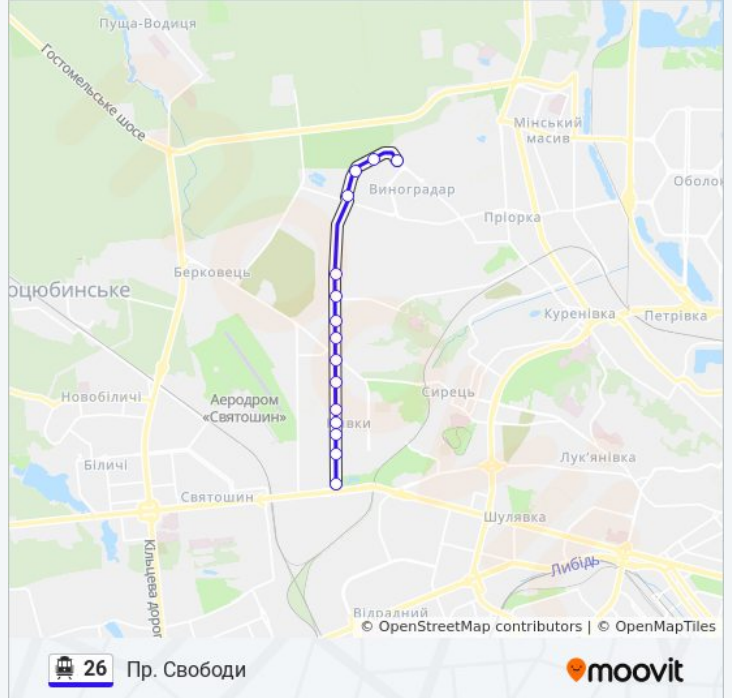 Пуща-Водиця
Гостомельське шосе
Мінський
масив
Виноградар
Оболо
Пріорка
Берковець
оцюбинське
Куренівка
Петрівка
Сирець
Новобіличі
Аеродром
«Святошин»
вки
Лук'янівка
Біличі
Святошин
Шулявка
Кільцева дорог
Либідь
Відрадний
© OpenStreetMap contributors | © OpenMapTiles
26 Пр. Свободи
moovit